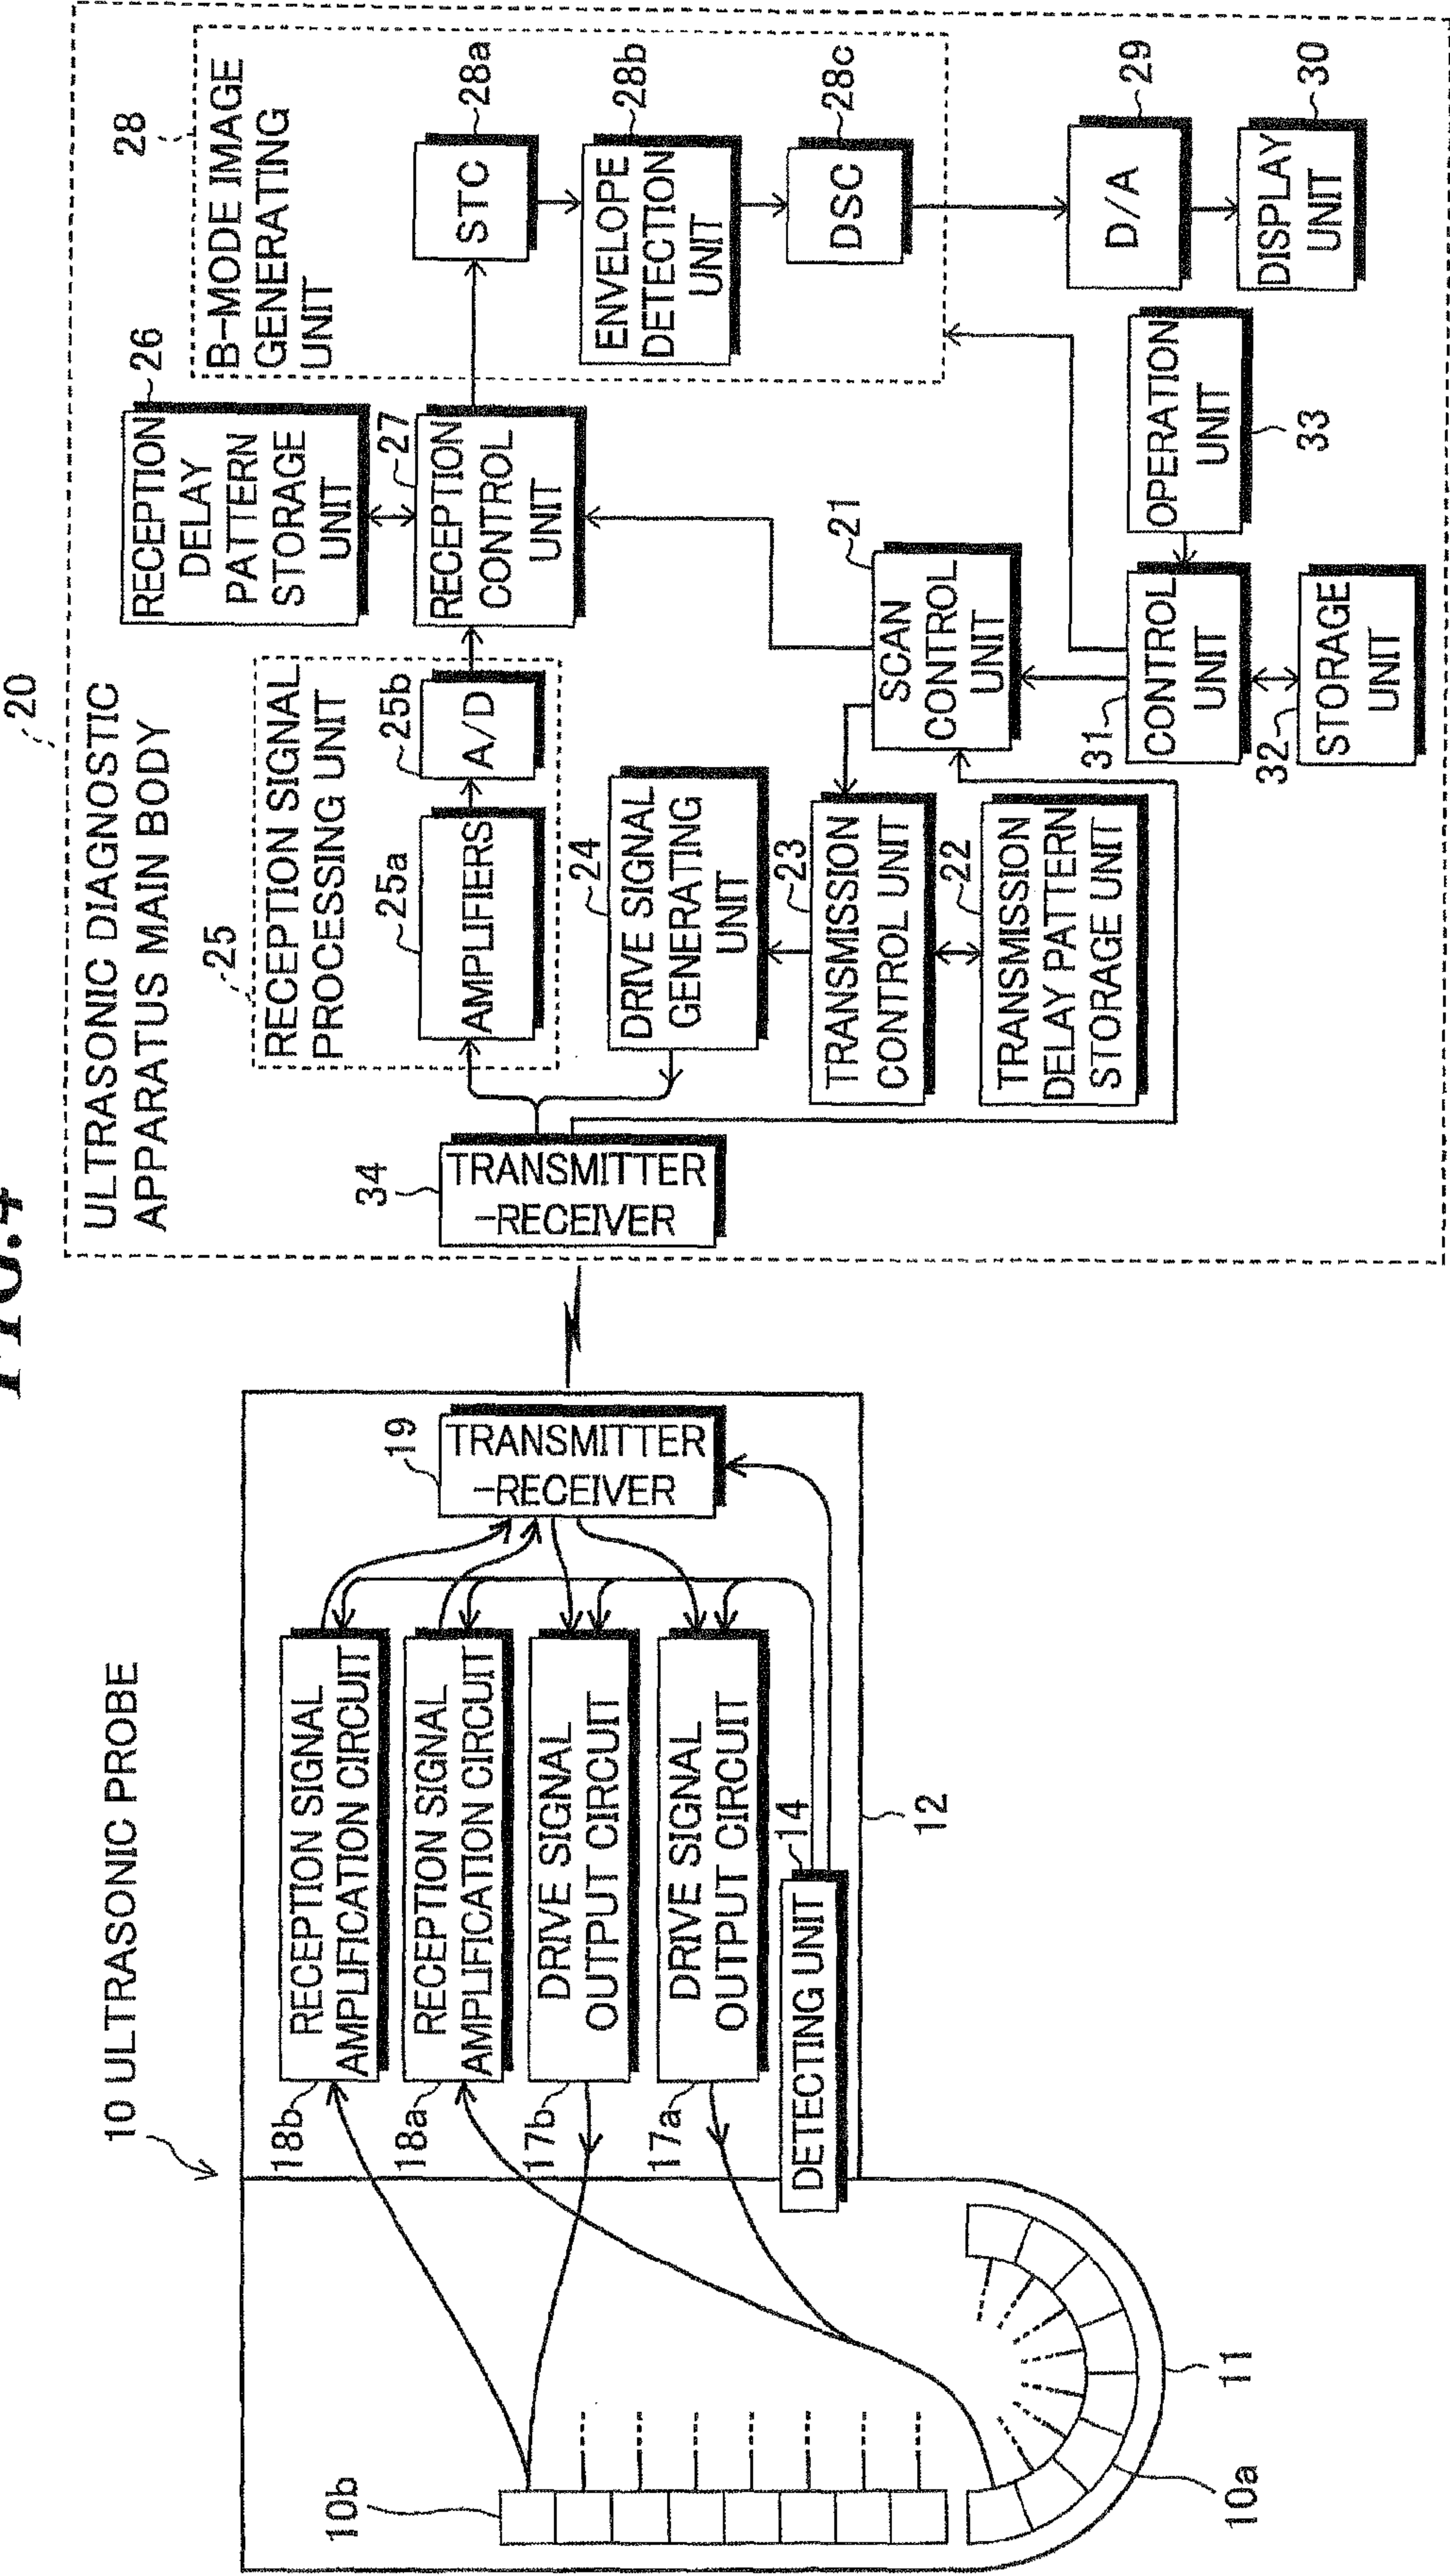 FIG.4
10 ULTRASONIC PROBE
18b
RECEPTION SIGNAL
AMPLIFICATION CIRCUIT
18a
RECEPTION SIGNAL
AMPLIFICATION CIRCUIT
17b
DRIVE SIGNAL
OUTPUT CIRCUIT
17a
DRIVE SIGNAL
OUTPUT CIRCUIT
DETECTING UNIT
14
19
TRANSMITTER
-RECEIVER
12
10b
10a
11
20
ULTRASONIC DIAGNOSTIC
APPARATUS MAIN BODY
34
TRANSMITTER
-RECEIVER
25
RECEPTION SIGNAL
PROCESSING UNIT
25a
AMPLIFIERS
25b
A/D
24
DRIVE SIGNAL
GENERATING
UNIT
23
TRANSMISSION
CONTROL UNIT
22
TRANSMISSION
DELAY PATTERN
STORAGE UNIT
26
RECEPTION
DELAY
PATTERN
STORAGE
UNIT
27
RECEPTION
CONTROL
UNIT
21
SCAN
CONTROL
UNIT
31
CONTROL
UNIT
32
STORAGE
UNIT
OPERATION
UNIT
33
28
B-MODE IMAGE
GENERATING
UNIT
STC
28a
ENVELOPE
DETECTION
UNIT
28b
DSC
28c
D/A
29
DISPLAY
UNIT
30